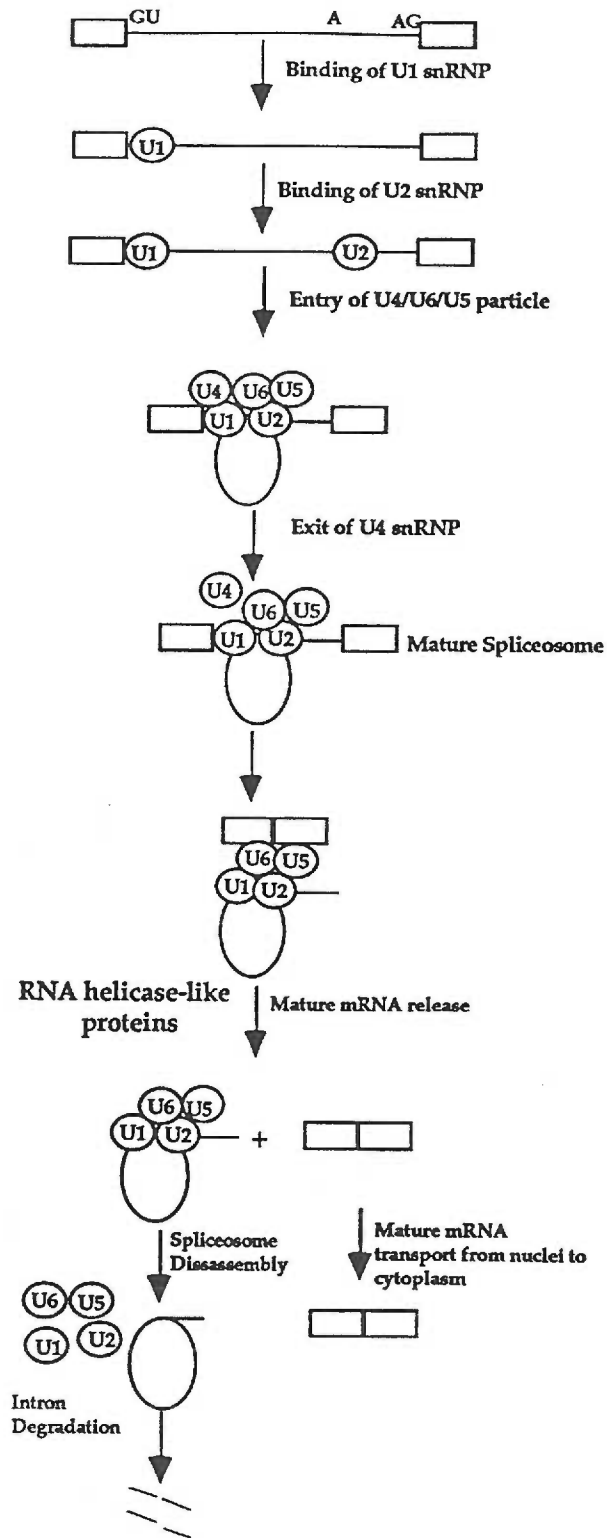 GU A AG
Binding of U1 snRNP
U1
Binding of U2 snRNP
U1 U2
Entry of U4/U6/U5 particle
U4 U6 U5
U1 U2
Exit of U4 snRNP
U4
U6 U5
U1 U2
Mature Spliceosome
U6 U5
U1 U2
RNA helicase-like
proteins
Mature mRNA release
U6 U5
U1 U2
+
Spliceosome
Dissassembly
Mature mRNA
transport from nuclei to
cytoplasm
U6 U5
U1 U2
Intron
Degradation